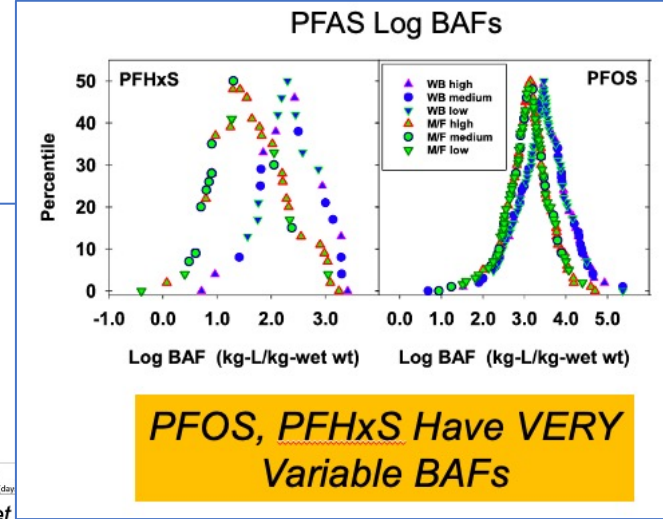 PFAS Log BAFs
PFHxS
PFOS
WB high
WB medium
WB low
M/F high
M/F medium
M/F low
Percentile
50
40
30
20
10
0
-1.0 0.0 1.0 2.0 3.0
0.0 1.0 2.0 3.0 4.0 5.0
Log BAF (kg-L/kg-wet wt)
Log BAF (kg-L/kg-wet wt)
PFOS, PFHxS Have VERY
Variable BAFs